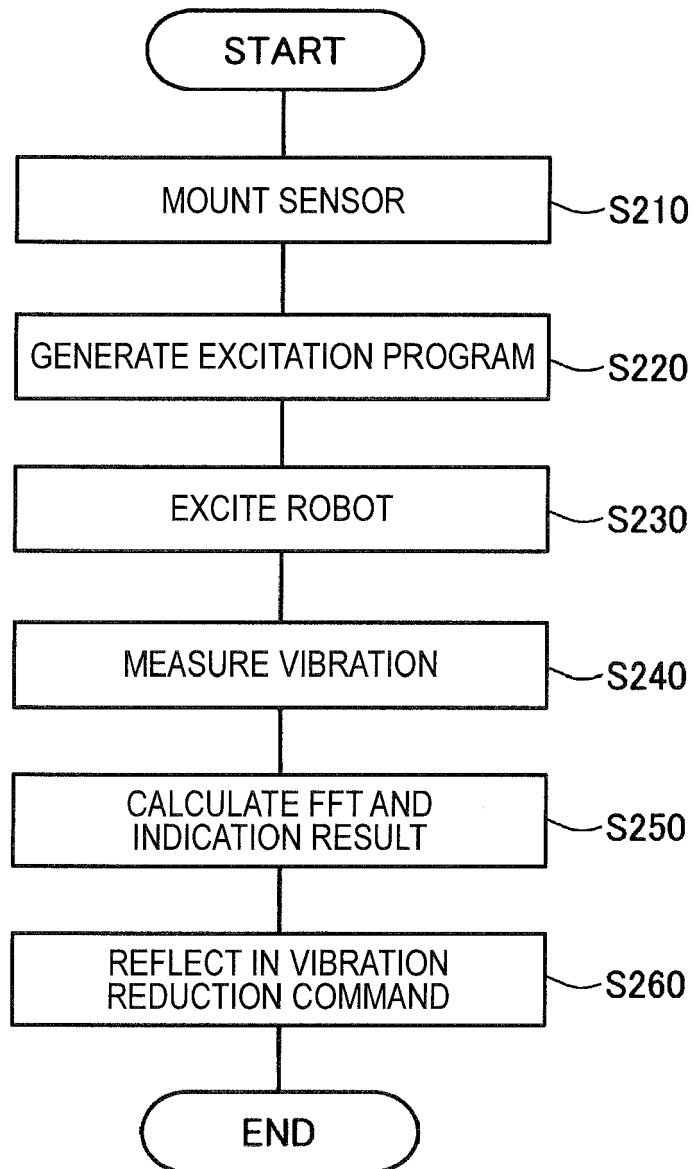 START
MOUNT SENSOR
S210
GENERATE EXCITATION PROGRAM
S220
EXCITE ROBOT
S230
MEASURE VIBRATION
S240
CALCULATE FFT AND
INDICATION RESULT
S250
REFLECT IN VIBRATION
REDUCTION COMMAND
S260
END